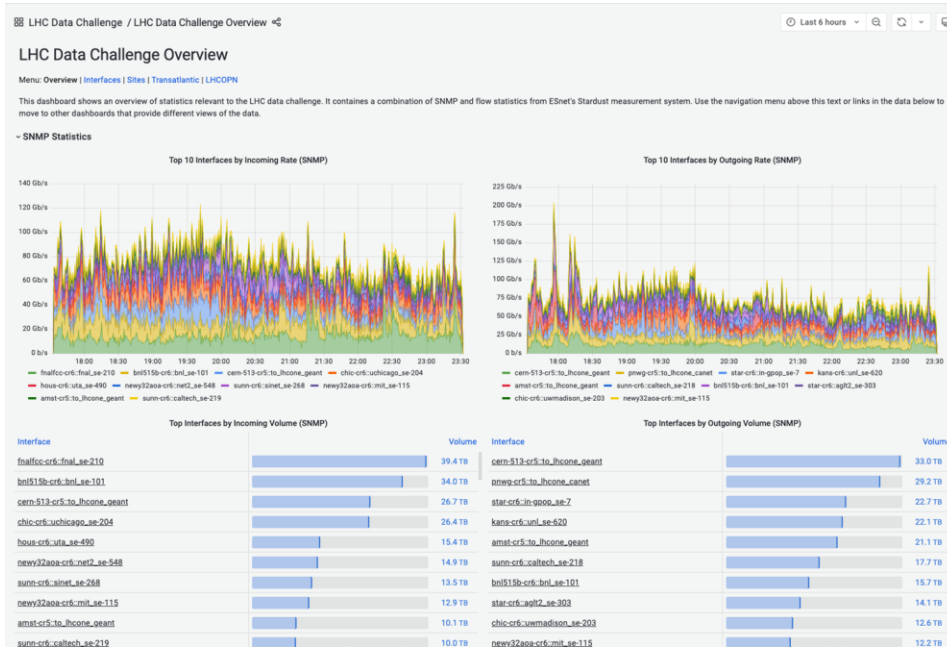 LHC Data Challenge / LHC Data Challenge Overview
Last 6 hours
LHC Data Challenge Overview
Menu: Overview | Interfaces | Sites | Transatlantic | LHCOPN
This dashboard shows an overview of statistics relevant to the LHC data challenge. It containes a combination of SNMP and flow statistics from ESnet's Stardust measurement system. Use the navigation menu above this text or links in the data below to
move to other dashboards that provide different views of the data.
SNMP Statistics
Top 10 Interfaces by Incoming Rate (SNMP)
140 Gb/s
120 Gb/s
100 Gb/s
80 Gb/s
60 Gb/s
40 Gb/s
20 Gb/s
0 b/s
18:00 18:30 19:00 19:30 20:00 20:30 21:00 21:30 22:00 22:30 23:00 23:30
fnalfcc-cr6::fnal_se-210 bnl515b-cr6::bnl_se-101 cern-513-cr5::to_lhcone_geant chic-cr6::uchicago_se-204
hous-cr6::uta_se-490 newy32aoa-cr6::net2_se-548 sunn-cr6::sinet_se-268 newy32aoa-cr6::mit_se-115
amst-cr5::to_lhcone_geant sunn-cr6::caltech_se-219
Top 10 Interfaces by Outgoing Rate (SNMP)
225 Gb/s
200 Gb/s
175 Gb/s
150 Gb/s
125 Gb/s
100 Gb/s
75 Gb/s
50 Gb/s
25 Gb/s
0 b/s
18:00 18:30 19:00 19:30 20:00 20:30 21:00 21:30 22:00 22:30 23:00 23:30
cern-513-cr5::to_lhcone_geant pnwg-cr5::to_lhcone_canet star-cr6::in-gpop_se-7 kans-cr6::unl_se-620
amst-cr5::to_lhcone_geant sunn-cr6::caltech_se-218 bnl515b-cr6::bnl_se-101 star-cr6::aglt2_se-303
chic-cr6::uwmadison_se-203 newy32aoa-cr6::mit_se-115
Top Interfaces by Incoming Volume (SNMP)
Interface Volume
fnalfcc-cr6::fnal_se-210 39.4 TB
bnl515b-cr6::bnl_se-101 34.0 TB
cern-513-cr5::to_lhcone_geant 26.7 TB
chic-cr6::uchicago_se-204 26.4 TB
hous-cr6::uta_se-490 15.4 TB
newy32aoa-cr6::net2_se-548 14.9 TB
sunn-cr6::sinet_se-268 13.5 TB
newy32aoa-cr6::mit_se-115 12.9 TB
amst-cr5::to_lhcone_geant 10.1 TB
sunn-cr6::caltech_se-219 10.0 TB
Top Interfaces by Outgoing Volume (SNMP)
Interface Volum
cern-513-cr5::to_lhcone_geant 33.0 TB
pnwg-cr5::to_lhcone_canet 29.2 TB
star-cr6::in-gpop_se-7 22.7 TB
kans-cr6::unl_se-620 22.1 TB
amst-cr5::to_lhcone_geant 21.1 TB
sunn-cr6::caltech_se-218 17.7 TB
bnl515b-cr6::bnl_se-101 15.7 TB
star-cr6::aglt2_se-303 14.1 TB
chic-cr6::uwmadison_se-203 12.6 TB
newy32aoa-cr6::mit_se-115 12.2 TB